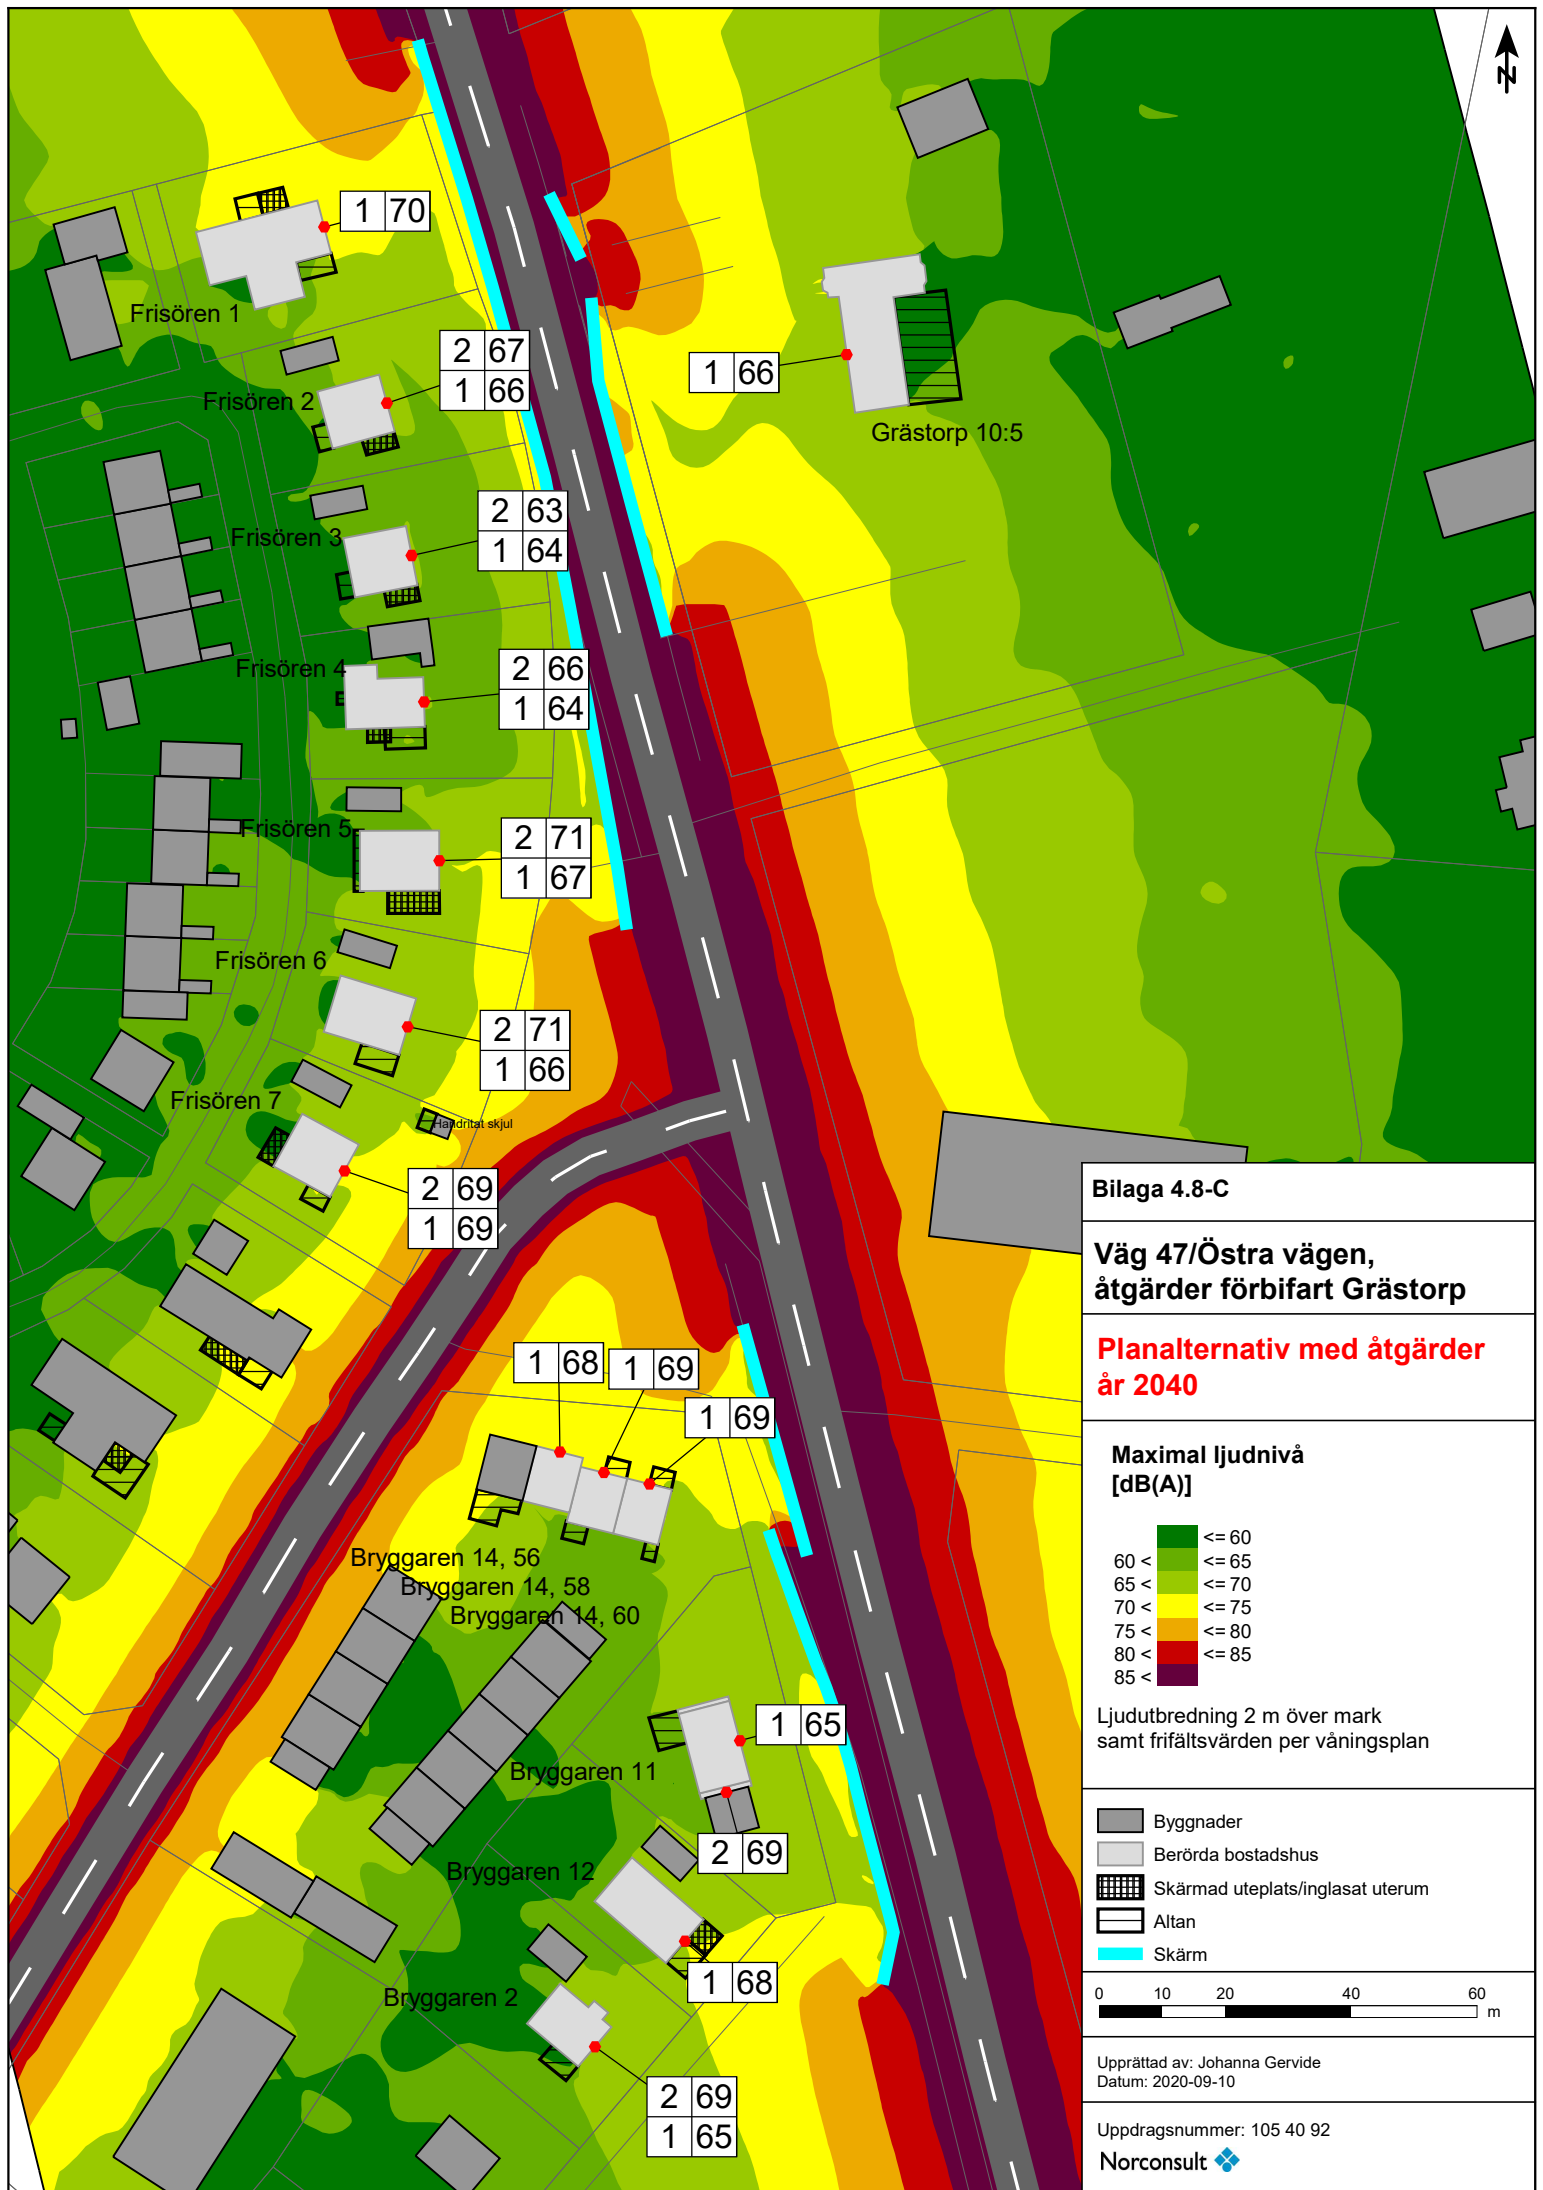 N
1 70
Frisören 1
2 67
1 66
Frisören 2
1 66
Grästorp 10:5
2 63
1 64
Frisören 3
2 66
1 64
Frisören 4
2 71
1 67
Frisören 5
Frisören 6
2 71
1 66
Frisören 7
Handritat skjul
2 69
1 69
1 68
1 69
1 69
Bryggaren 14, 56
Bryggaren 14, 58
Bryggaren 14, 60
1 65
Bryggaren 11
2 69
Bryggaren 12
1 68
Bryggaren 2
2 69
1 65
Bilaga 4.8-C
Väg 47/Östra vägen,
åtgärder förbifart Grästorp
Planalternativ med åtgärder
år 2040
Maximal ljudnivå
[dB(A)]
<= 60
60 < <= 65
65 < <= 70
70 < <= 75
75 < <= 80
80 < <= 85
85 <
Ljudutbredning 2 m över mark
samt frifältsvärden per våningsplan
Byggnader
Berörda bostadshus
Skärmad uteplats/inglasat uterum
Altan
Skärm
0 10 20 40 60
m
Upprättad av: Johanna Gervide
Datum: 2020-09-10
Uppdragsnummer: 105 40 92
Norconsult